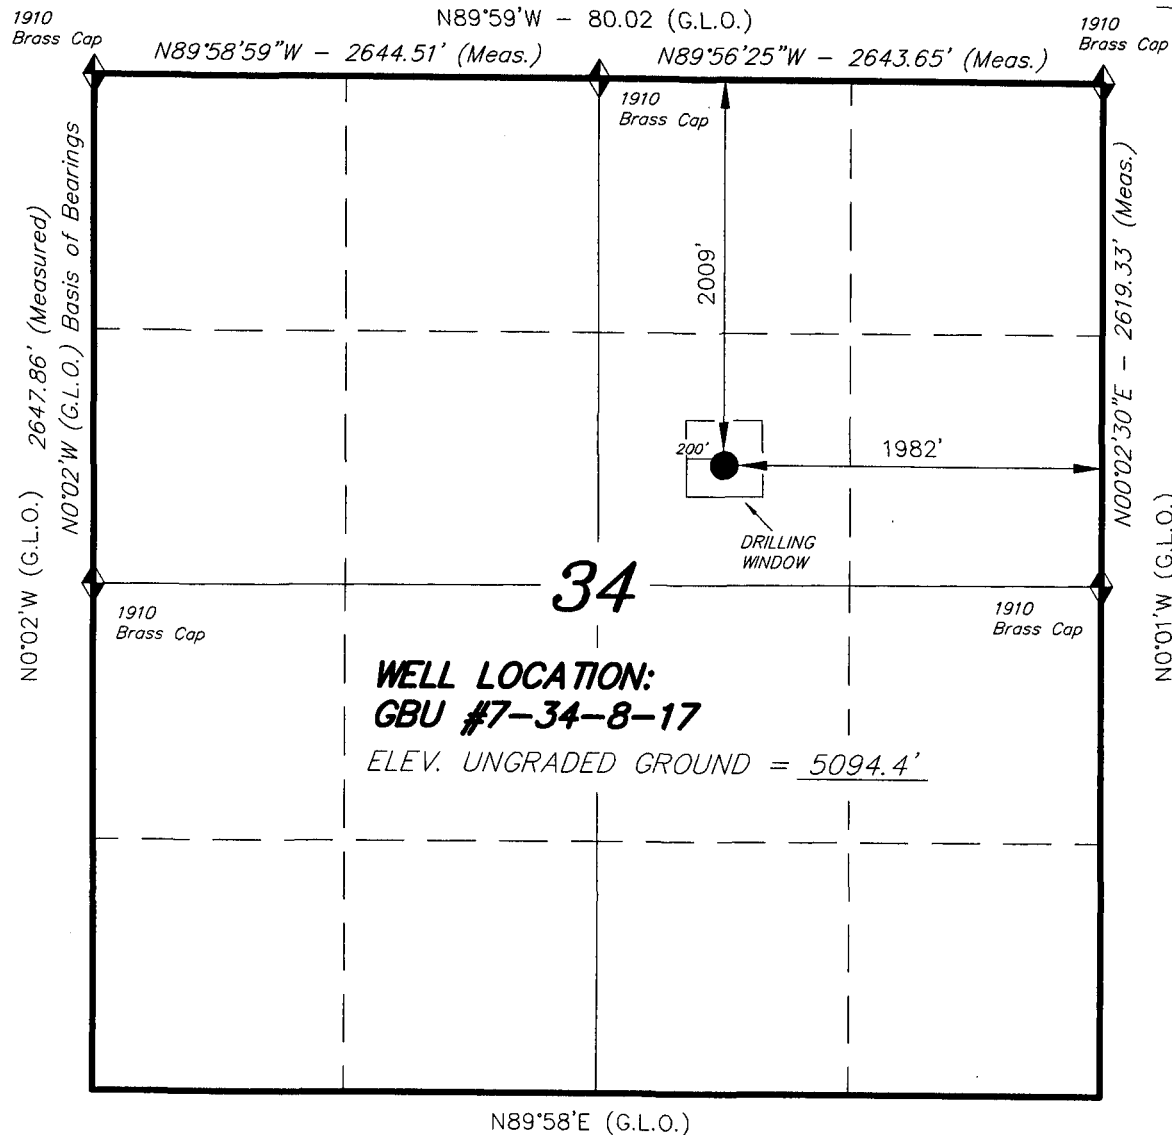 N89°59'W - 80.02 (G.L.O.)
1910
Brass Cap
1910
Brass Cap
N89°58'59"W - 2644.51' (Meas.)
N89°56'25"W - 2643.65' (Meas.)
1910
Brass Cap
2647.86' (Measured)
N0°02'W (G.L.O.) Basis of Bearings
N0°02'W (G.L.O.)
2009'
N00°02'30"E - 2619.33' (Meas.)
N0°01'W (G.L.O.)
200'
1982'
DRILLING
WINDOW
34
1910
Brass Cap
1910
Brass Cap
WELL LOCATION:
GBU #7-34-8-17
ELEV. UNGRADED GROUND = 5094.4'
N89°58'E (G.L.O.)